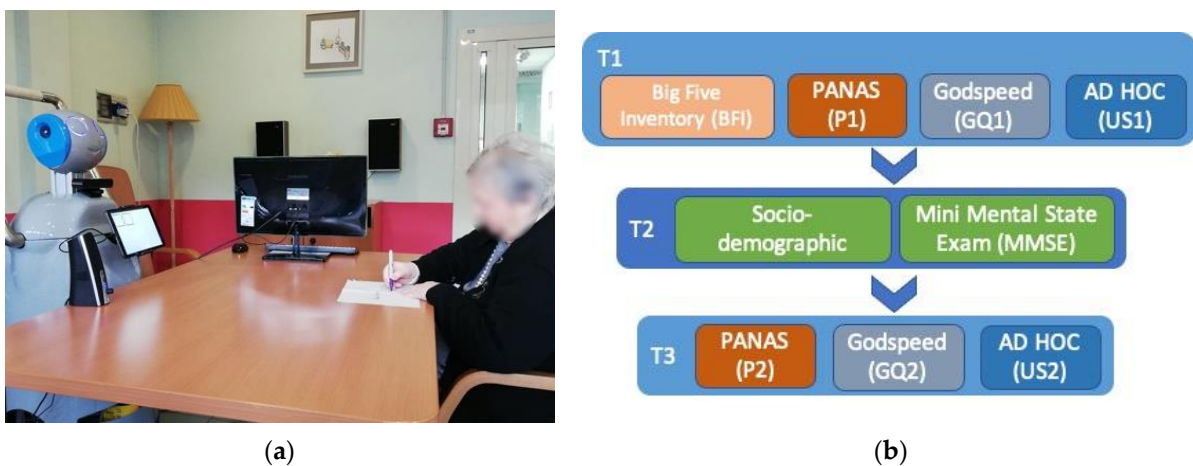 T1
Big Five
Inventory (BFI)
PANAS
(P1)
Godspeed
(GQ1)
AD HOC
(US1)
T2
Socio-
demographic
Mini Mental State
Exam (MMSE)
T3
PANAS
(P2)
Godspeed
(GQ2)
AD HOC
(US2)
(a)
(b)